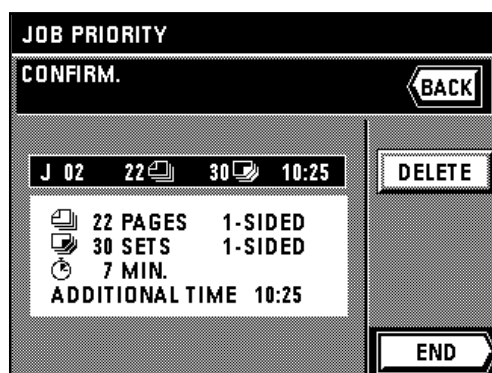 JOB PRIORITY
CONFIRM.
BACK
J 02 22 30 10:25
DELETE
22 PAGES 1-SIDED
30 SETS 1-SIDED
7 MIN.
ADDITIONAL TIME 10:25
END